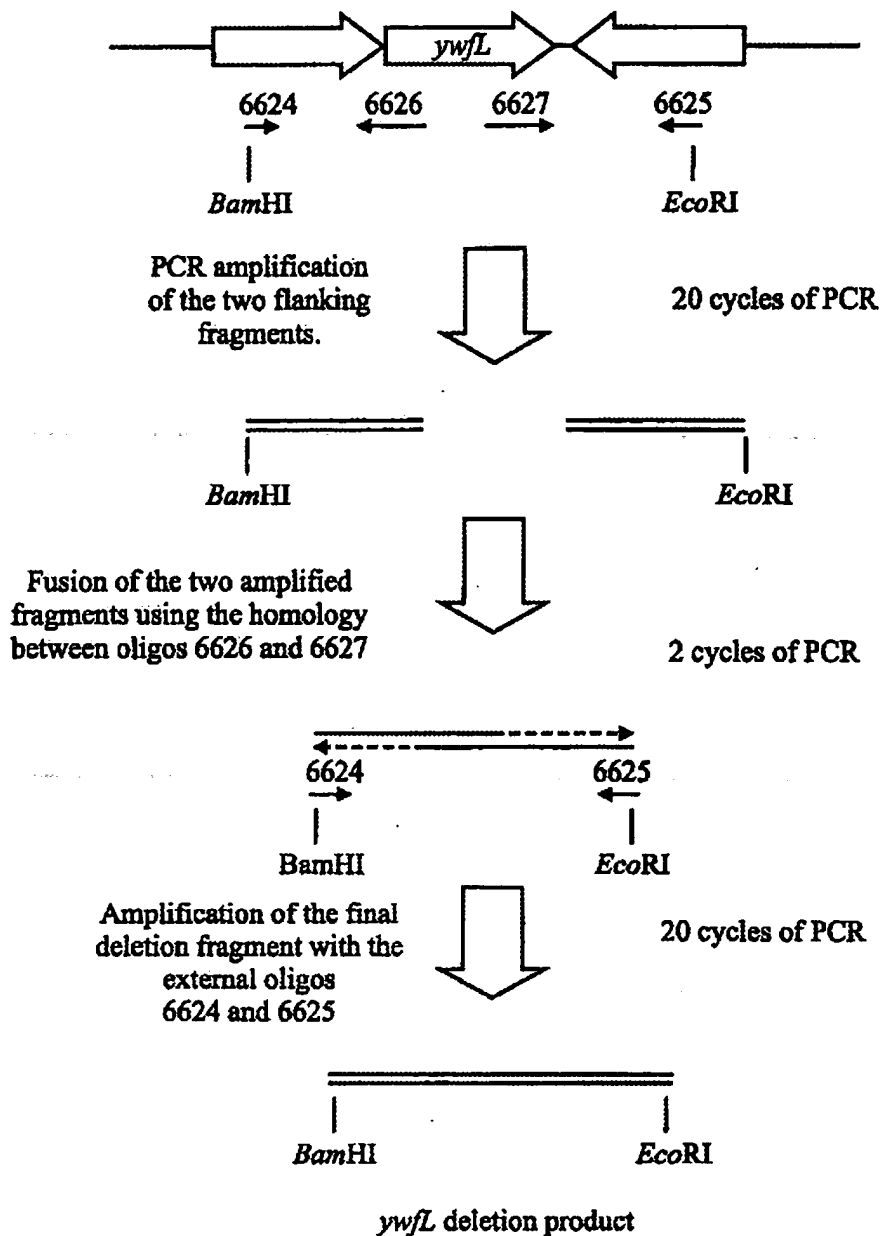 ywfL
6624 6626 6627 6625
BamHI EcoRI
PCR amplification
of the two flanking
fragments.
20 cycles of PCR
BamHI EcoRI
Fusion of the two amplified
fragments using the homology
between oligos 6626 and 6627
2 cycles of PCR
6624 6625
BamHI EcoRI
Amplification of the final
deletion fragment with the
external oligos
6624 and 6625
20 cycles of PCR
BamHI EcoRI
ywfL deletion product